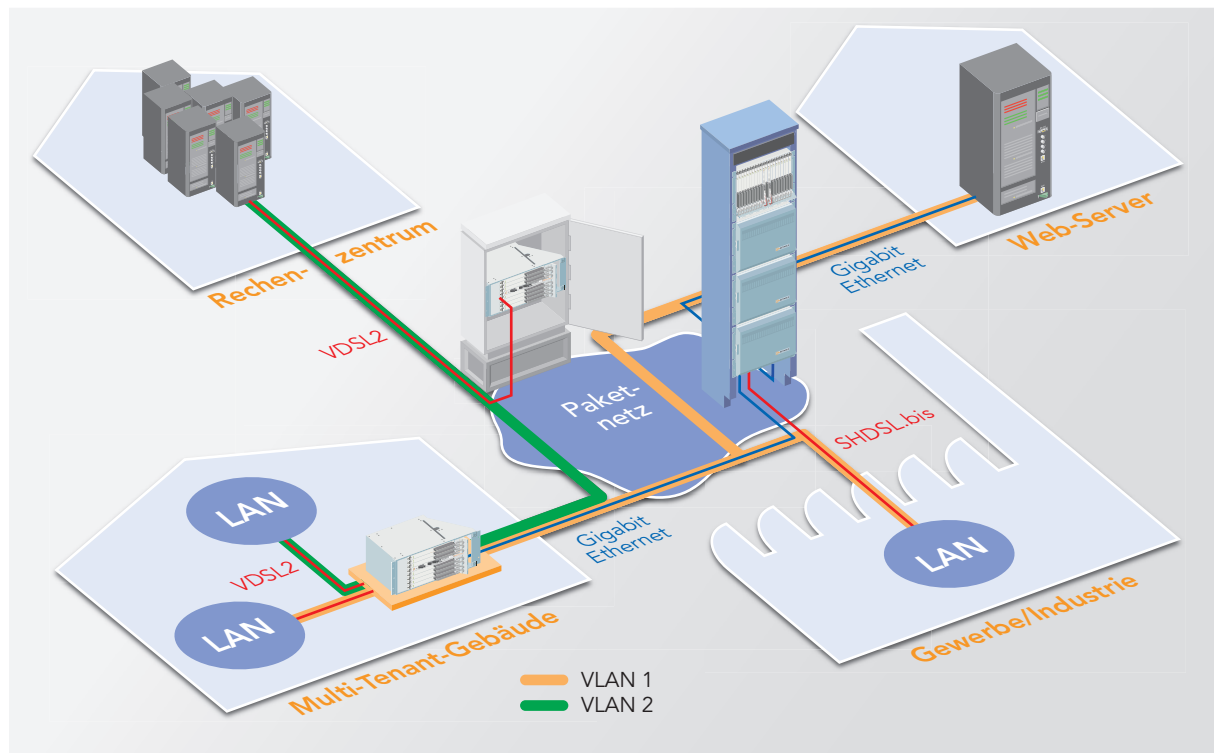 Rechen- zentrum
Web-Server
Gigabit
Ethernet
VDSL2
Paket-
netz
SHDSL.bis
LAN
VDSL2
LAN
Gigabit
Ethernet
LAN
Multi-Tenant-Gebäude
Gewerbe/Industrie
VLAN 1
VLAN 2